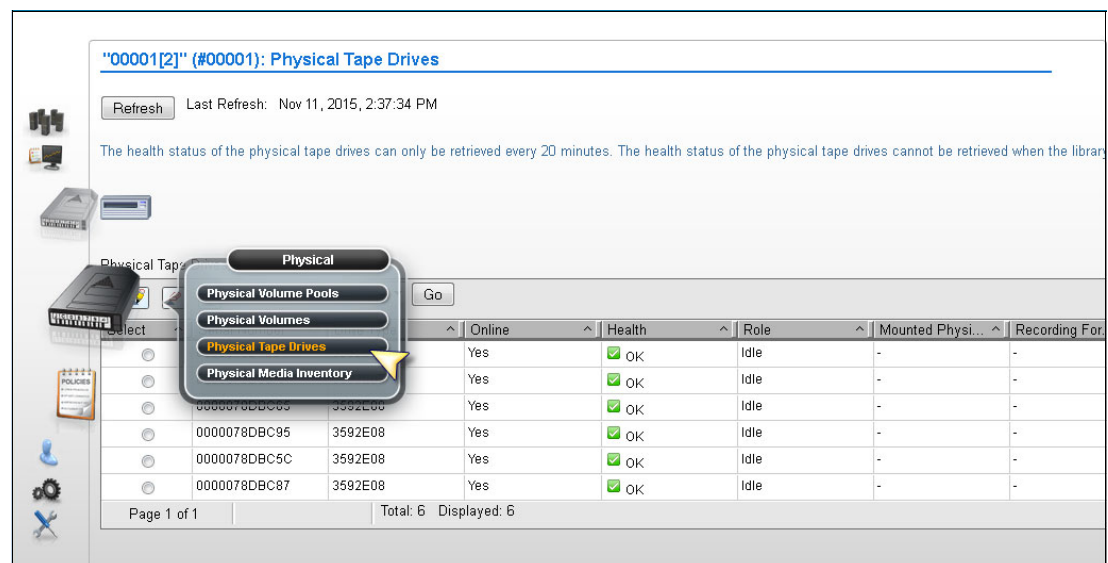 "00001[2]" (#00001): Physical Tape Drives
Refresh Last Refresh: Nov 11, 2015, 2:37:34 PM
The health status of the physical tape drives can only be retrieved every 20 minutes. The health status of the physical tape drives cannot be retrieved when the library
Physical Tape
Physical
Physical Volume Pools
Go
Physical Volumes
Physical Tape Drives
Physical Media Inventory
POLICIES
Select Online Health Role Mounted Physi... Recording For.
Yes OK Idle - -
Yes OK Idle - -
3592E08 Yes OK Idle - -
0000078DBC95 3592E08 Yes OK Idle - -
0000078DBC5C 3592E08 Yes OK Idle - -
0000078DBC87 3592E08 Yes OK Idle - -
Page 1 of 1 Total: 6 Displayed: 6